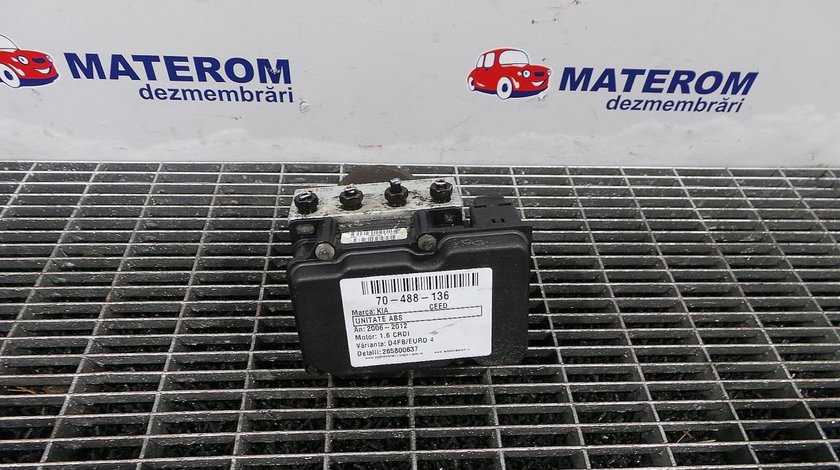 MATEROM
dezmembrări
MATEROM
dezmembrări
70-488-136
Marca: KIA CEED
UNITATE ABS
An: 2006-2012
Motor: 1.6 CRDI
Varianta: D4FB/EURO 4
Detalii: 265800637